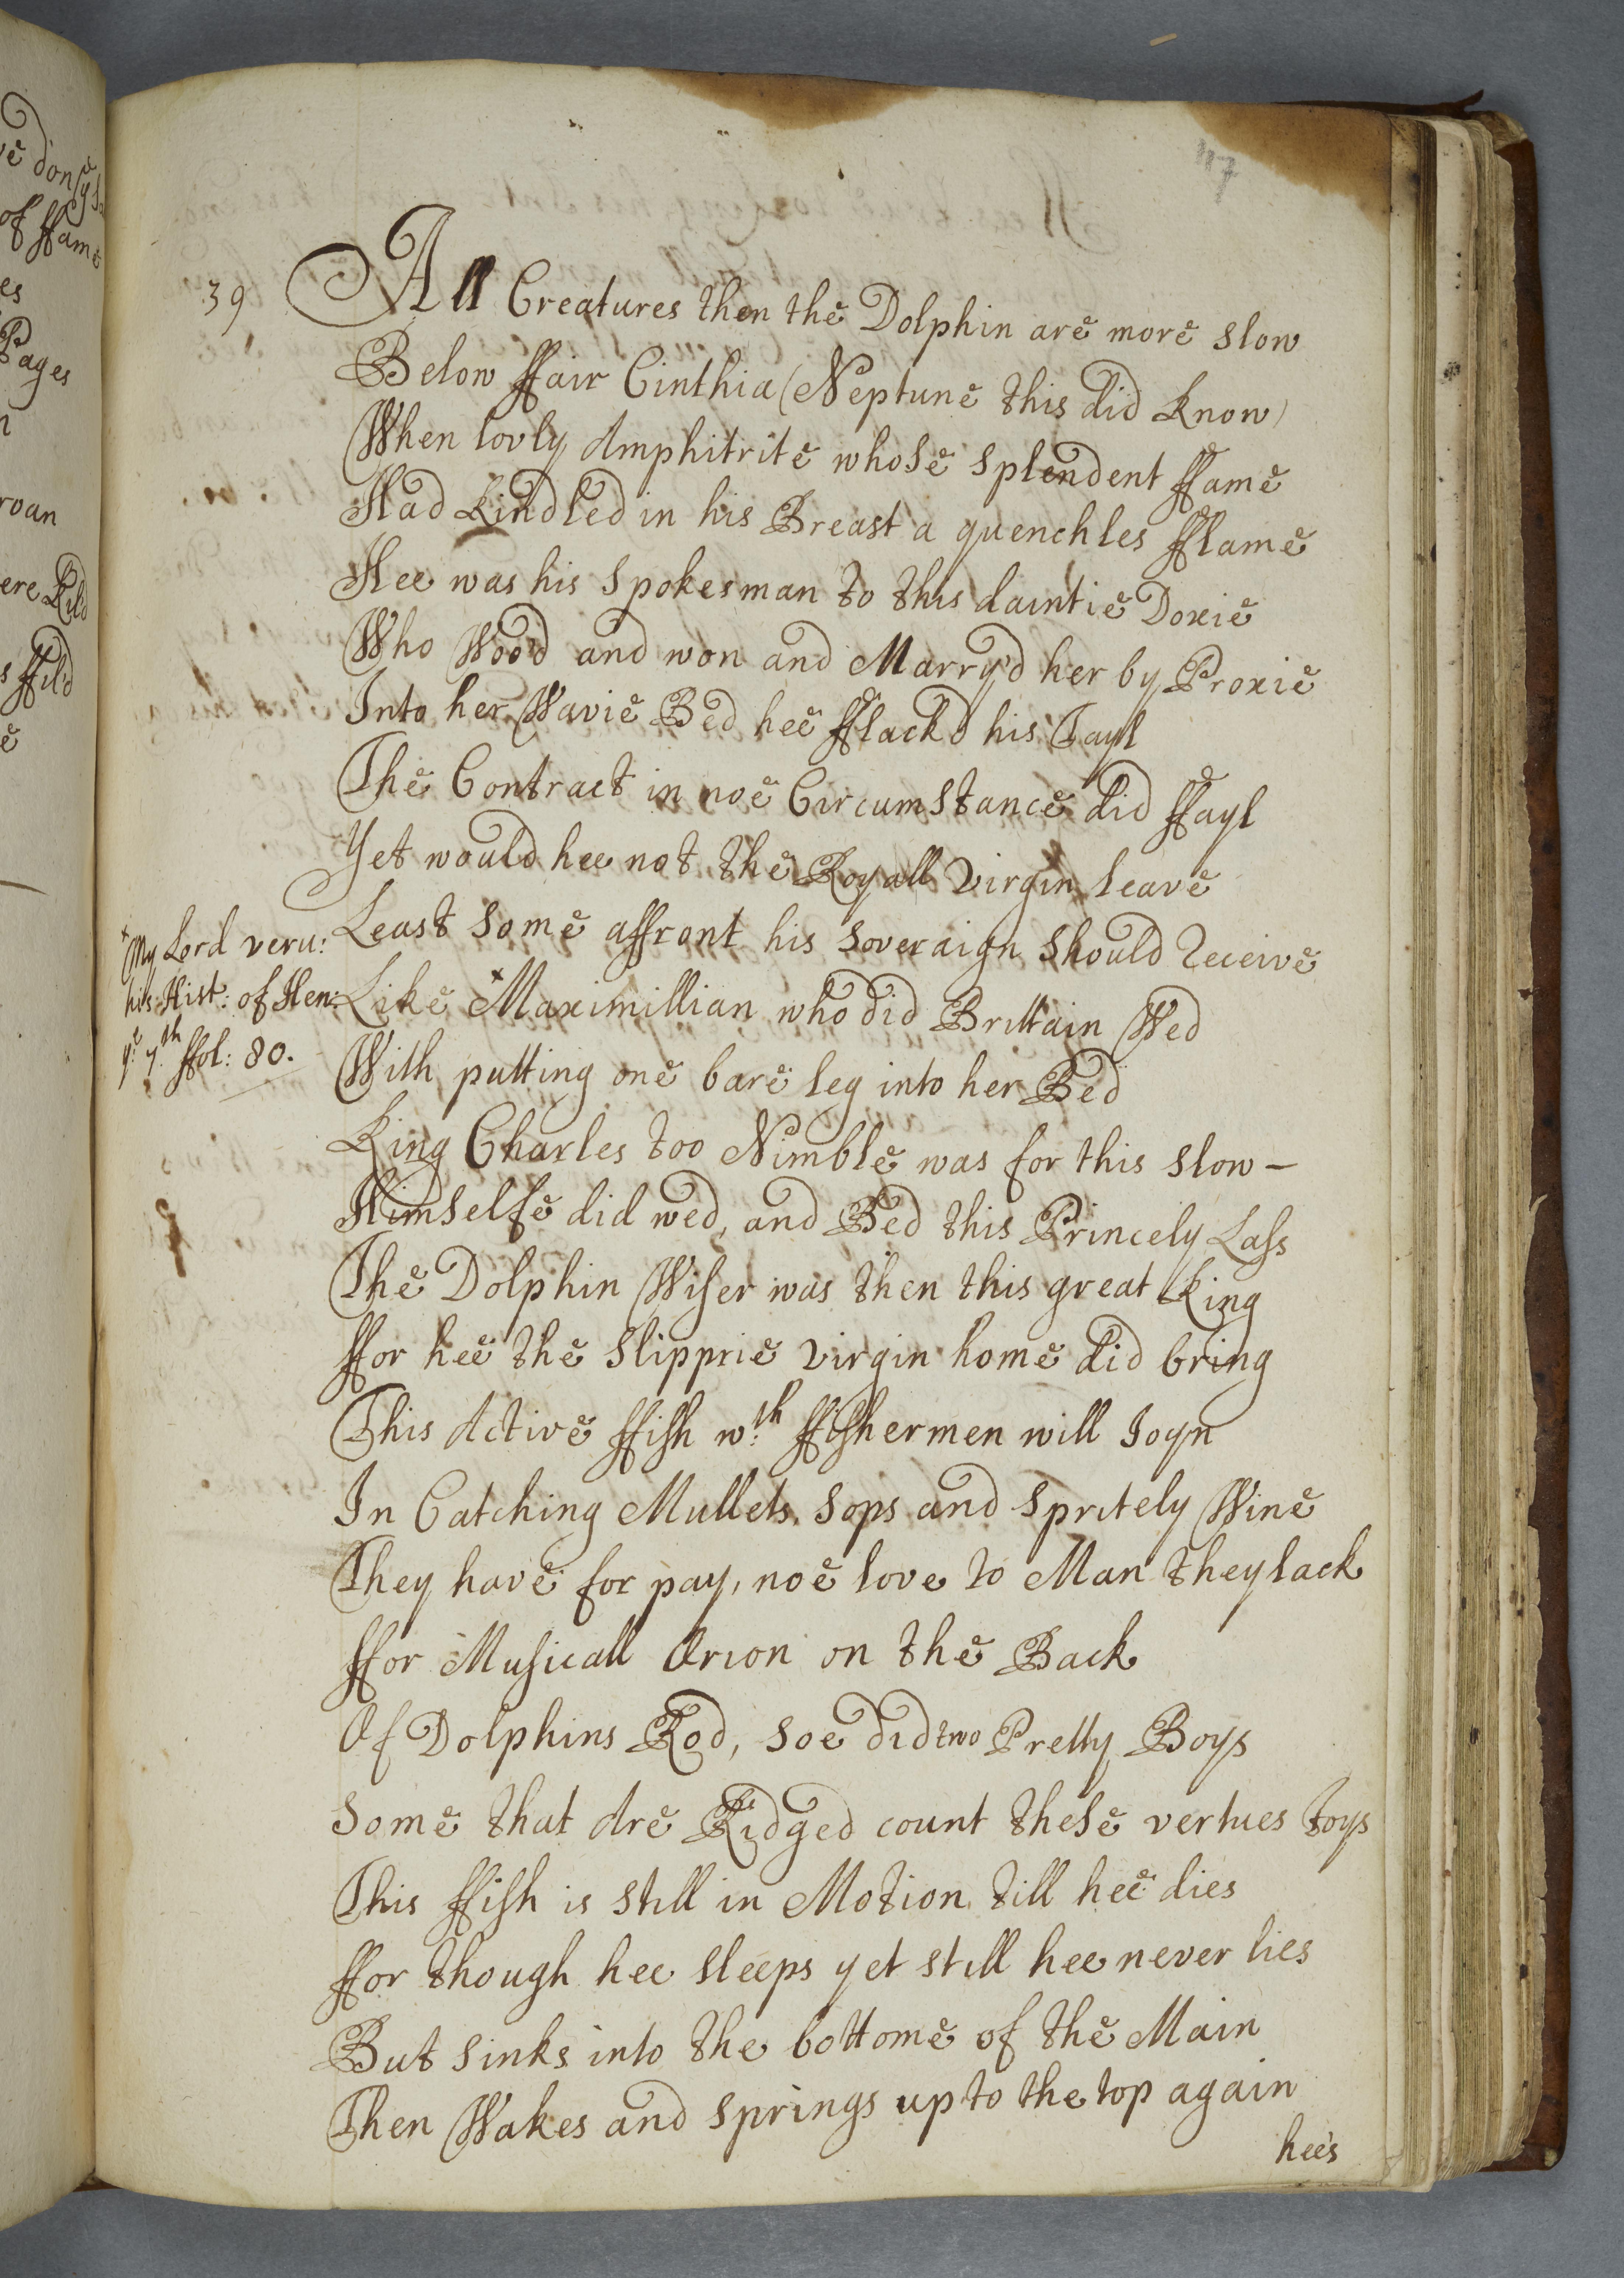 117
39 All Creatures then the Dolphin are more slow
Below ffair Cinthia (Neptune this did know)
When lovly Amphitrite whose splendent ffame
Had kindled in his Breast a quenchles fflame
Hee was his spokesman to this daintie Doxie
Who Woo'd and won and Marry'd her by Proxie
Into her Wavie Bed hee fflack'd his Tayl
The Contract in noe Circumstance did ffayl
Yet would hee not the Royall Virgin leave
Least some affront his soveraign should Receive
Like ˣMaximillian who did Brittain Wed
With putting one bare leg into her Bed
King Charles too Nimble was for this slow –
Himselfe did wed, and Bed this Princely Lass
The Dolphin Wiser was then this great King
ffor hee the slipprie virgin home did bring
This Active ffish wth ffishermen will Joyn
In Catching Mullets, sops and spritely Wine
They have for pay, noe love to Man they lack
ffor Musicall Orion on the Back
Of Dolphins Rod, soe did two Pretty Boys
Some that Are Ridged count these vertues toys
This ffish is still in Motion till hee dies
ffor though hee sleeps yet still hee never lies
But sinks into the bottome of the Main
Then Wakes and springs up to the top again
hee's
ˣMy Lord veru:
his Hist: of Hen:
ye 7th ffol: 80.
of ffame
es
Pages
roan
ere kild
s ffil'd